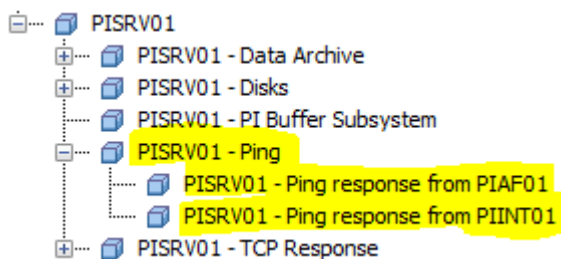 PISRV01
PISRV01 - Data Archive
PISRV01 - Disks
PISRV01 - PI Buffer Subsystem
PISRV01 - Ping
PISRV01 - Ping response from PIAF01
PISRV01 - Ping response from PIINT01
PISRV01 - TCP Response